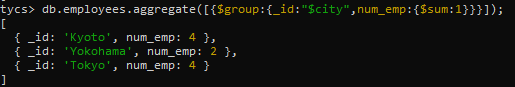 tycs> db.employees.aggregate([{$group:{_id:"$city",num_emp:{$sum:1}}}]);
[
  { _id: 'Kyoto', num_emp: 4 },
  { _id: 'Yokohama', num_emp: 2 },
  { _id: 'Tokyo', num_emp: 4 }
]